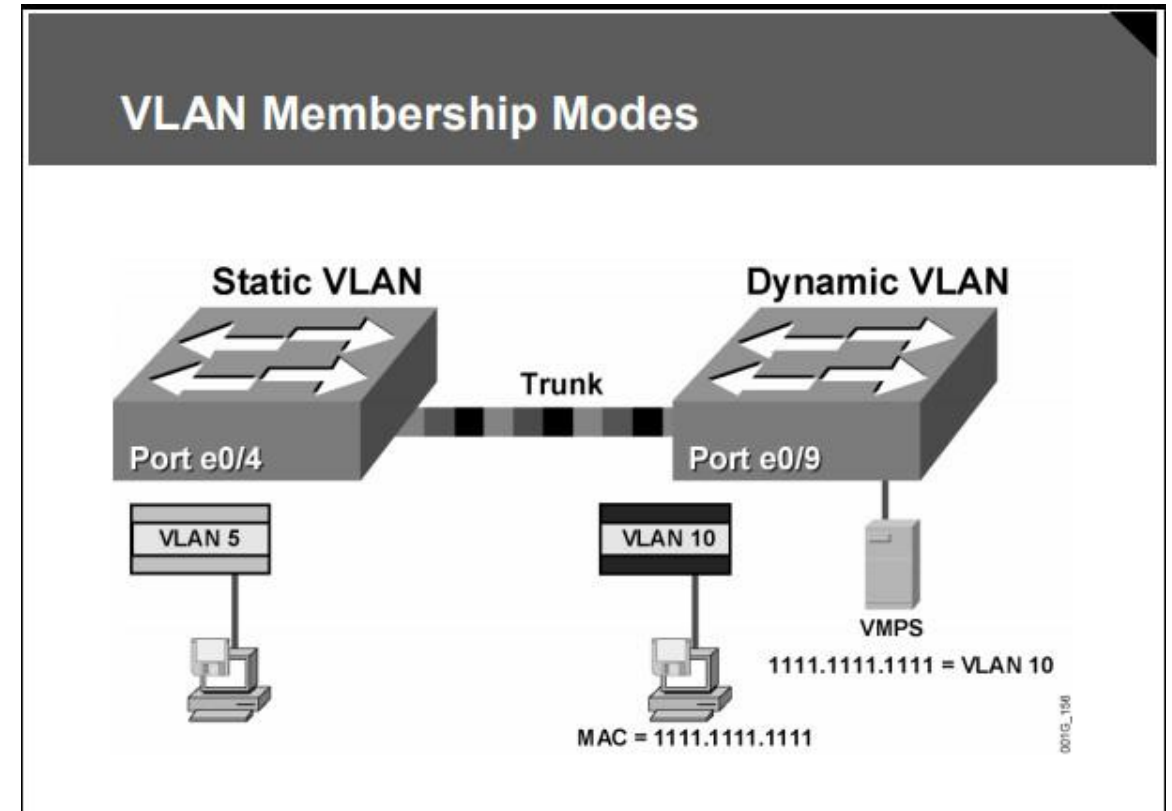 VLAN Membership Modes
Static VLAN
Dynamic VLAN
Trunk
Port e0/4
Port e0/9
VLAN 5
VLAN 10
VMPS
1111.1111.1111 = VLAN 10
MAC = 1111.1111.1111
001G_156